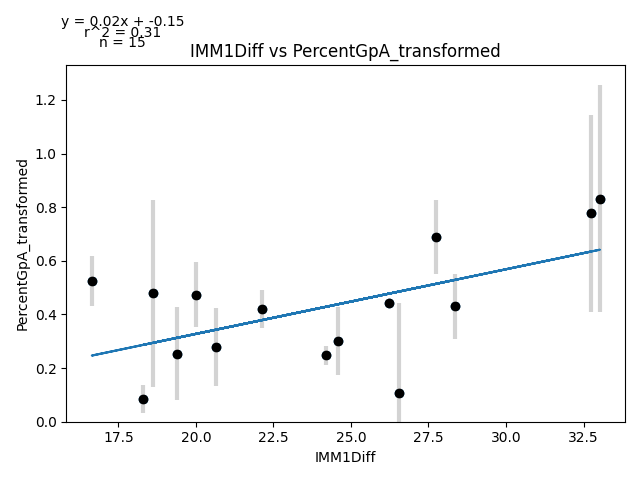 y = 0.02x + -0.15
r^2 = 0.31
n = 15
IMM1Diff vs PercentGpA_transformed
PercentGpA_transformed
1.2
1.0
0.8
0.6
0.4
0.2
0.0
17.5 20.0 22.5 25.0 27.5 30.0 32.5
IMM1Diff